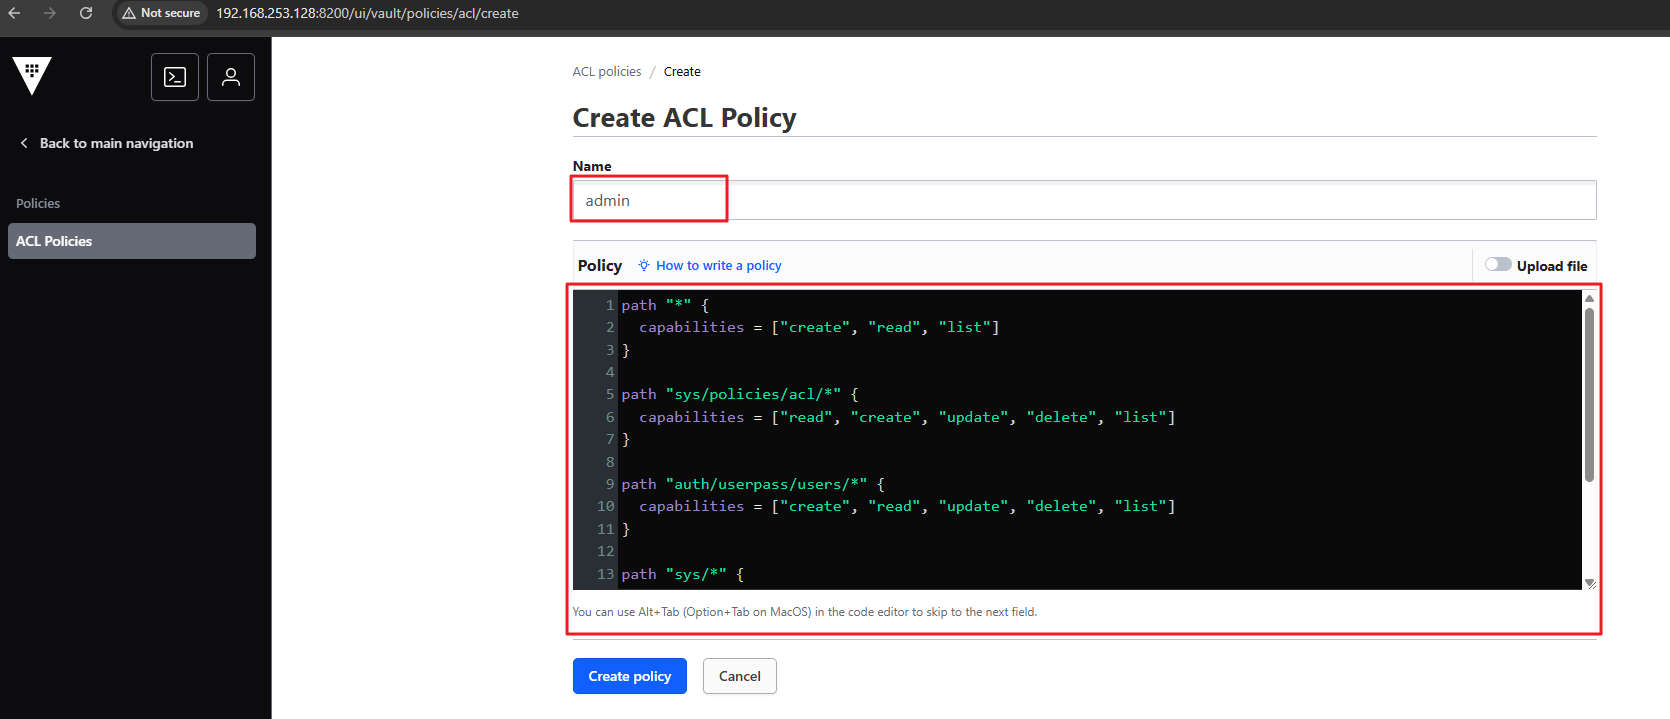 Not secure 192.168.253.128:8200/ui/vault/policies/acl/create
Back to main navigation
Policies
ACL Policies
ACL policies / Create
Create ACL Policy
Name
admin
Policy How to write a policy Upload file
1 path "*" {
2 capabilities = ["create", "read", "list"]
3 }
4
5 path "sys/policies/acl/*" {
6 capabilities = ["read", "create", "update", "delete", "list"]
7 }
8
9 path "auth/userpass/users/*" {
10 capabilities = ["create", "read", "update", "delete", "list"]
11 }
12
13 path "sys/*" {
You can use Alt+Tab (Option+Tab on MacOS) in the code editor to skip to the next field.
Create policy Cancel